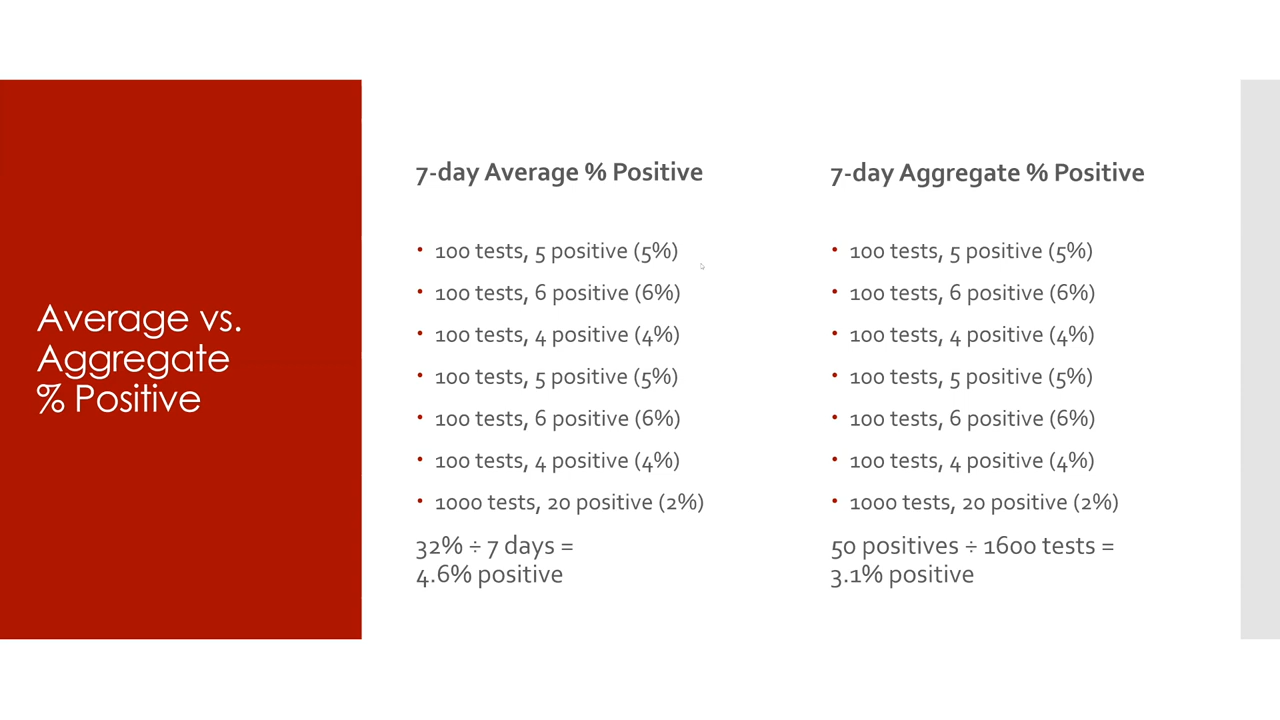 Average vs.
Aggregate
% Positive
7-day Average % Positive
• 100 tests, 5 positive (5%)
• 100 tests, 6 positive (6%)
• 100 tests, 4 positive (4%)
• 100 tests, 5 positive (5%)
• 100 tests, 6 positive (6%)
• 100 tests, 4 positive (4%)
• 1000 tests, 20 positive (2%)
32% ÷ 7 days =
4.6% positive
7-day Aggregate % Positive
• 100 tests, 5 positive (5%)
• 100 tests, 6 positive (6%)
• 100 tests, 4 positive (4%)
• 100 tests, 5 positive (5%)
• 100 tests, 6 positive (6%)
• 100 tests, 4 positive (4%)
• 1000 tests, 20 positive (2%)
50 positives ÷ 1600 tests =
3.1% positive